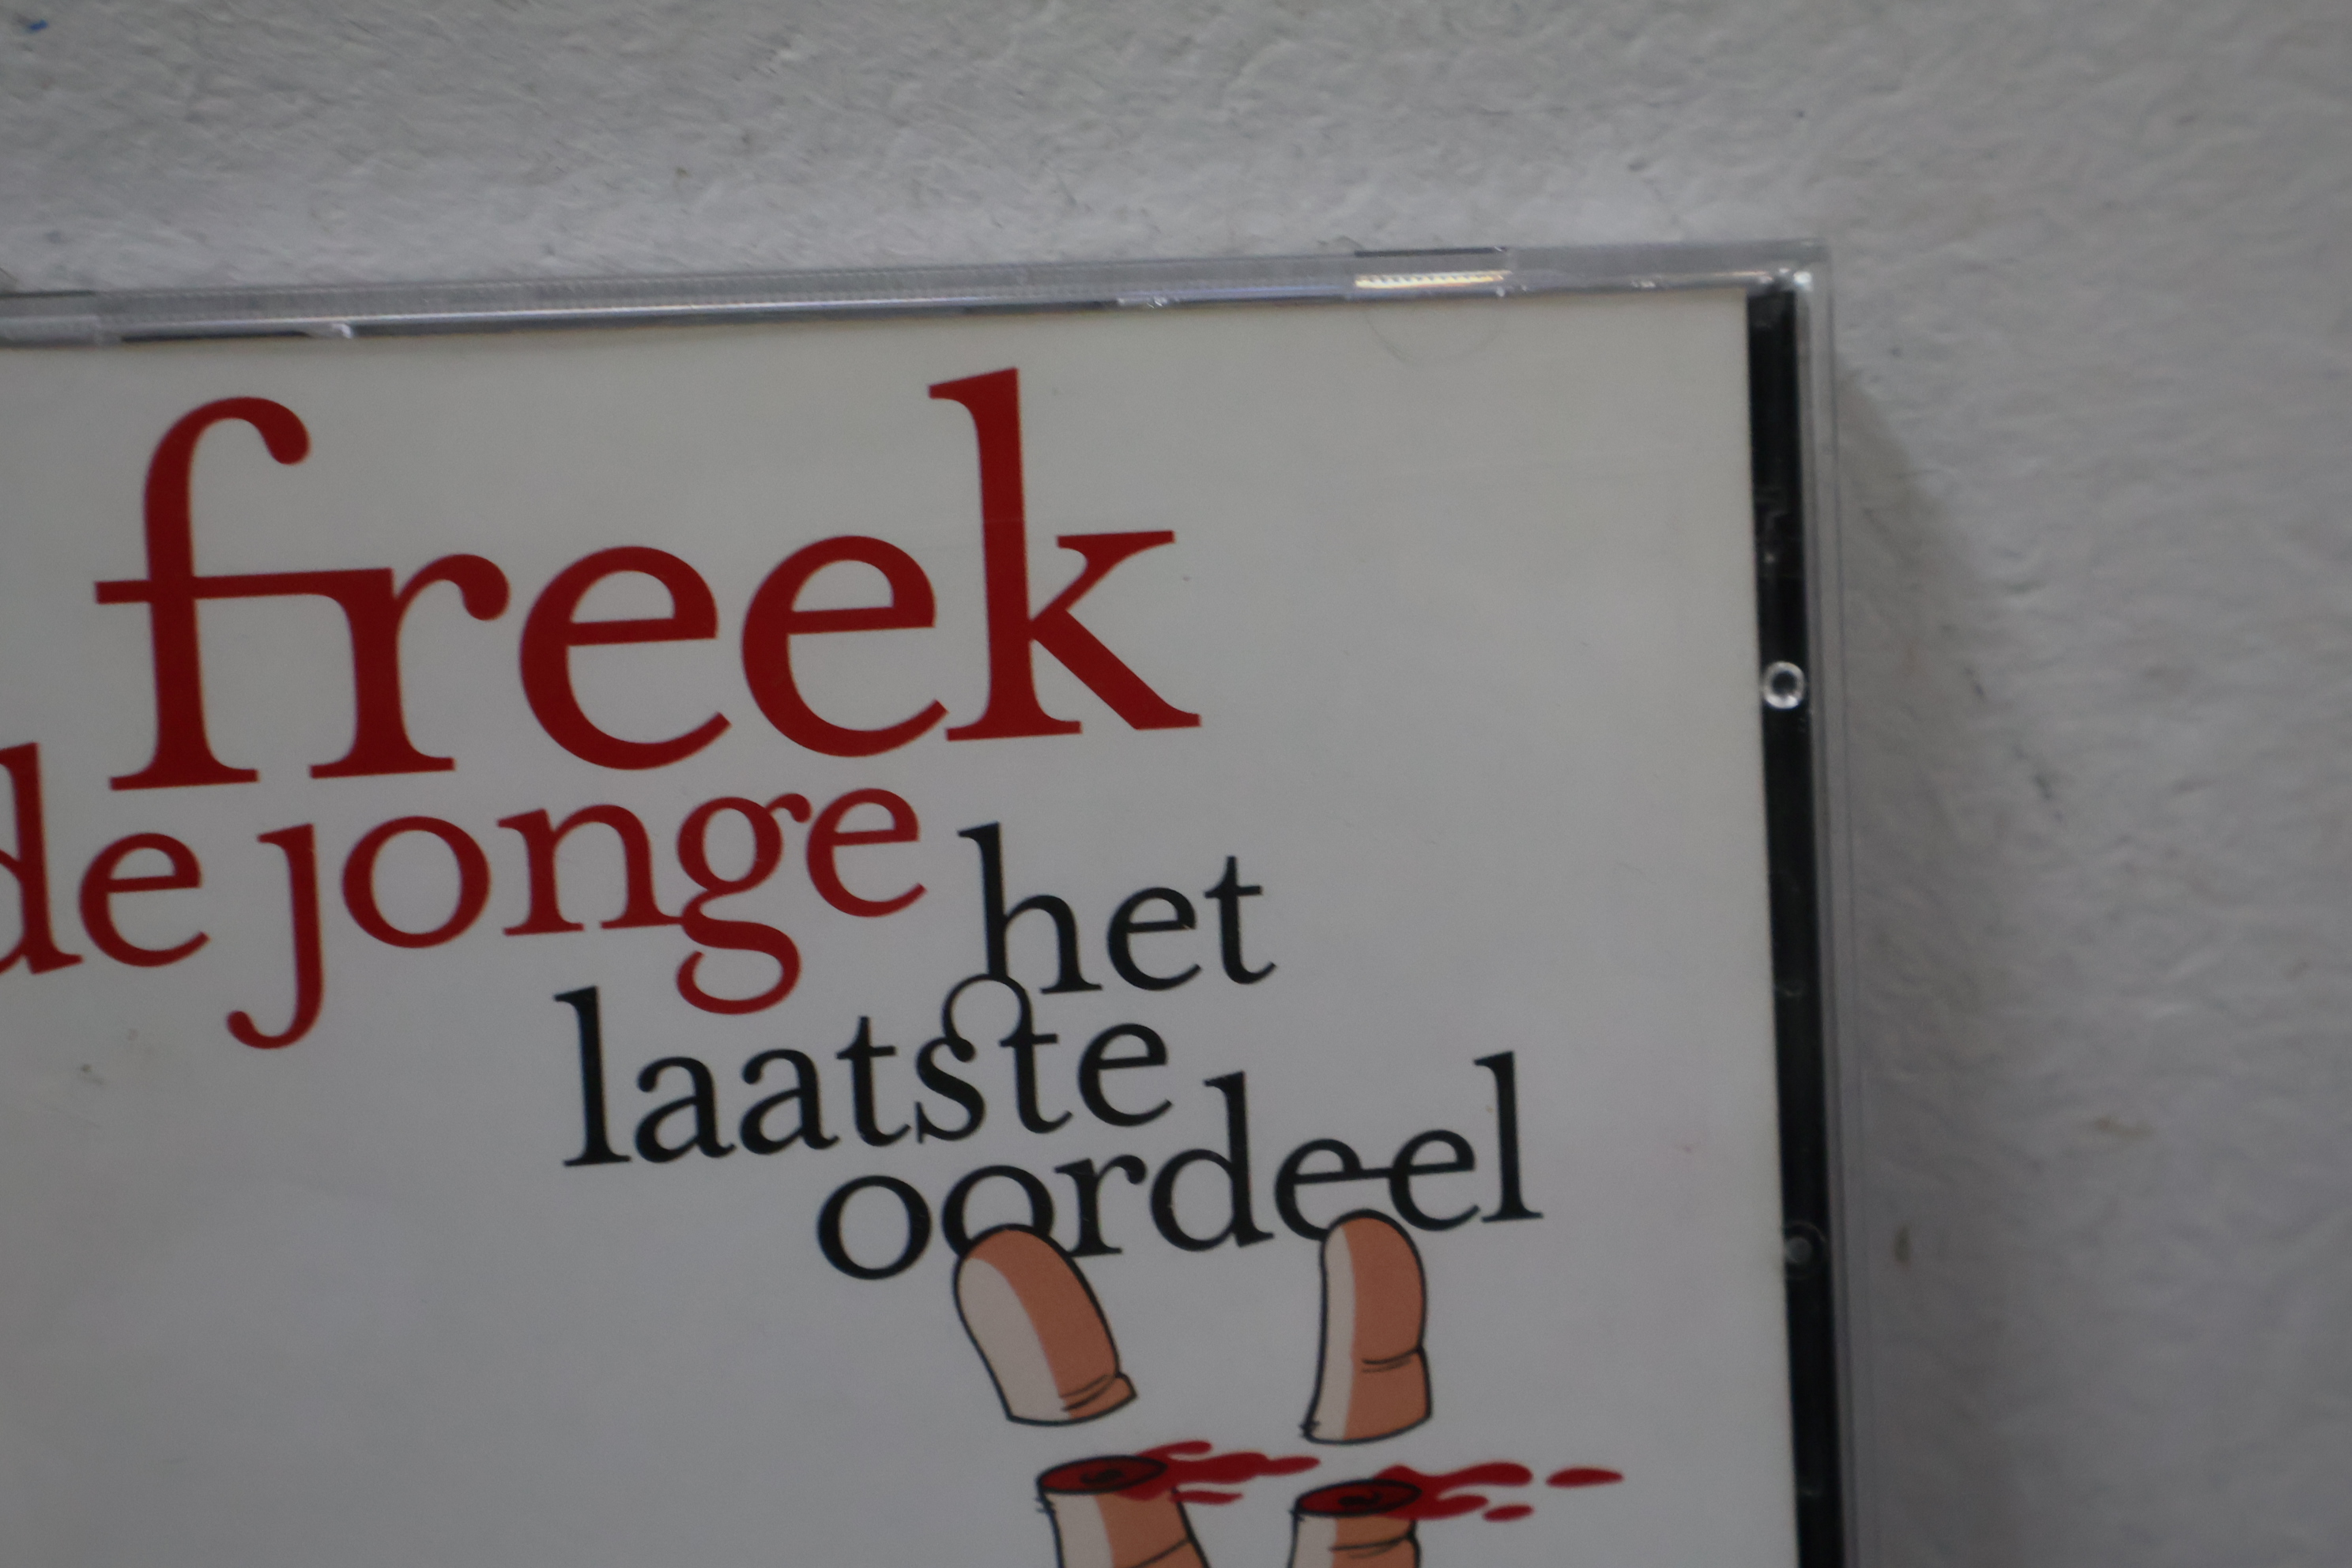 freek
de jonge
het
laatste
oordeel